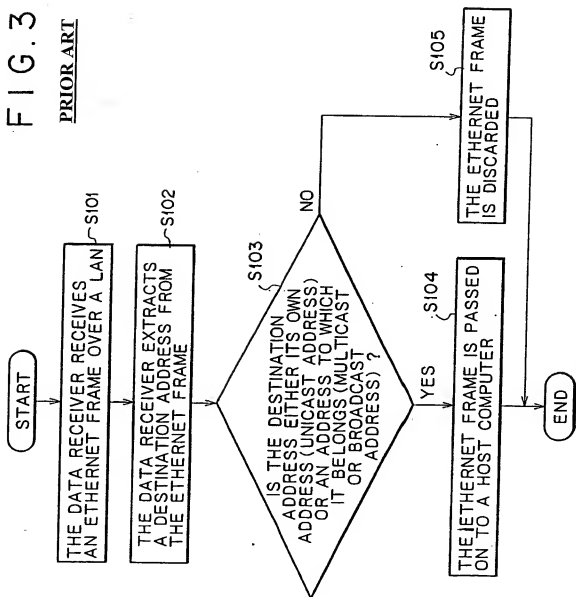 FIG.3
PRIOR ART
START
S101
THE DATA RECEIVER RECEIVES
AN ETHERNET FRAME OVER A LAN
S102
THE DATA RECEIVER EXTRACTS
A DESTINATION ADDRESS FROM
THE ETHERNET FRAME
S103
IS THE DESTINATION
ADDRESS EITHER ITS OWN
ADDRESS (UNICAST ADDRESS)
OR AN ADDRESS TO WHICH
IT BELONGS (MULTICAST
OR BROADCAST
ADDRESS) ?
NO
YES
S104
THE ETHERNET FRAME IS PASSED
ON TO A HOST COMPUTER
S105
THE ETHERNET FRAME
IS DISCARDED
END